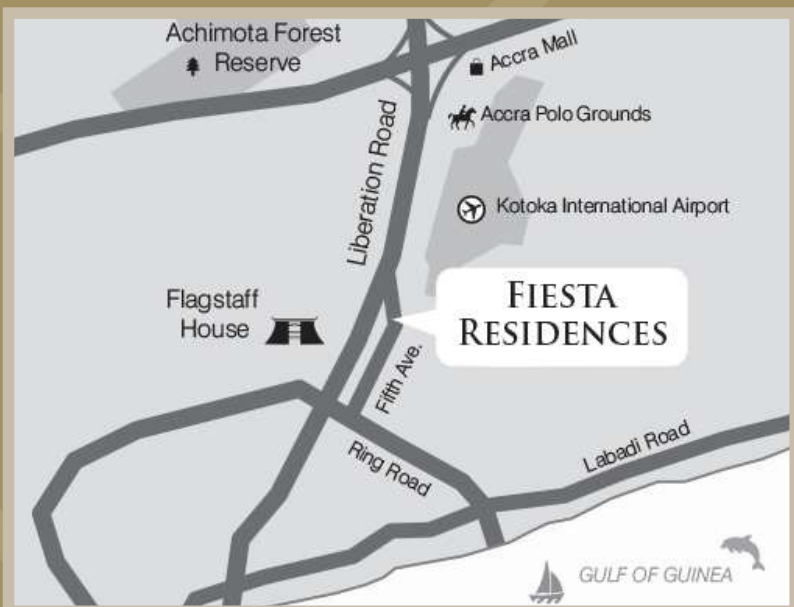 Achimota Forest
Reserve
Accra Mall
Accra Polo Grounds
Liberation Road
Kotoka International Airport
Flagstaff
House
FIESTA
RESIDENCES
Fifth Ave.
Ring Road
Labadi Road
GULF OF GUINEA